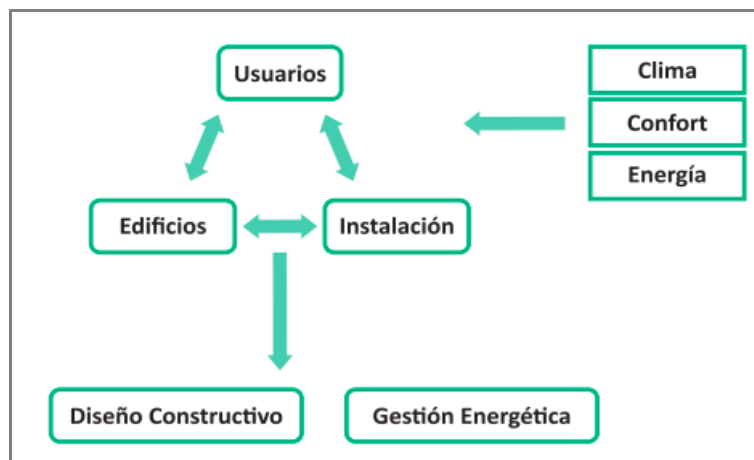 Usuarios
Clima
Confort
Energía
Edificios
Instalación
Diseño Constructivo
Gestión Energética